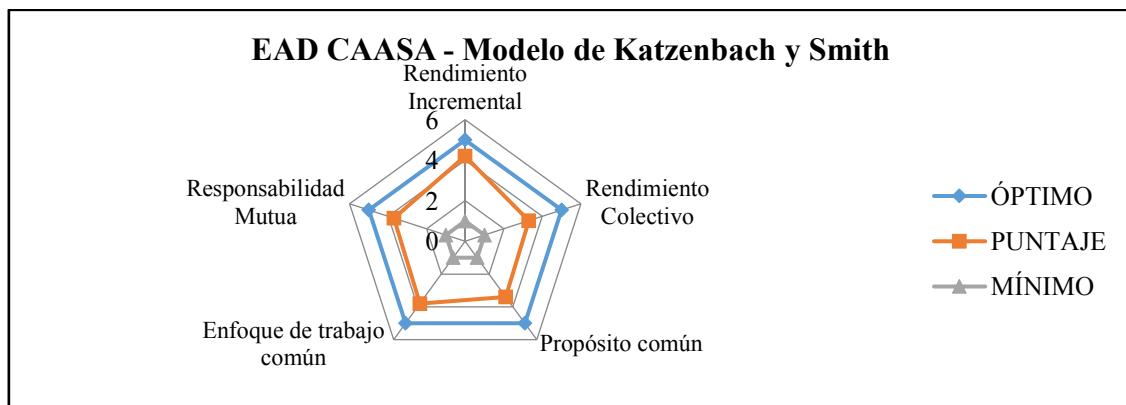 EAD CAASA - Modelo de Katzenbach y Smith
Rendimiento
Incremental
6
4
2
0
Rendimiento
Colectivo
Propósito común
Enfoque de trabajo
común
Responsabilidad
Mutua
ÓPTIMO
PUNTAJE
MÍNIMO